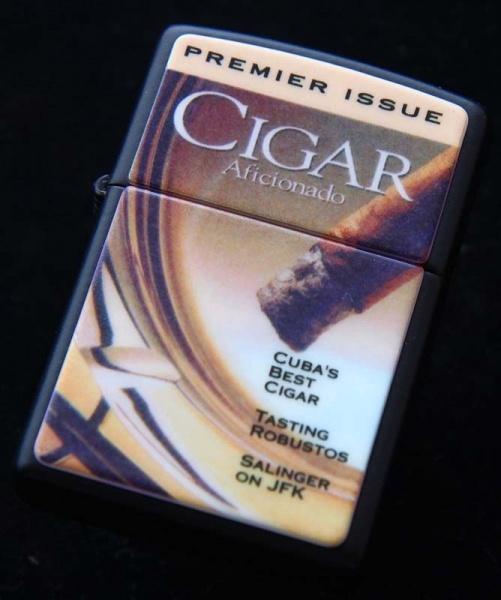 PREMIER ISSUE
CIGAR
Aficionado
CUBA'S
BEST
CIGAR
TASTING
ROBUSTOS
SALINGER
ON JFK